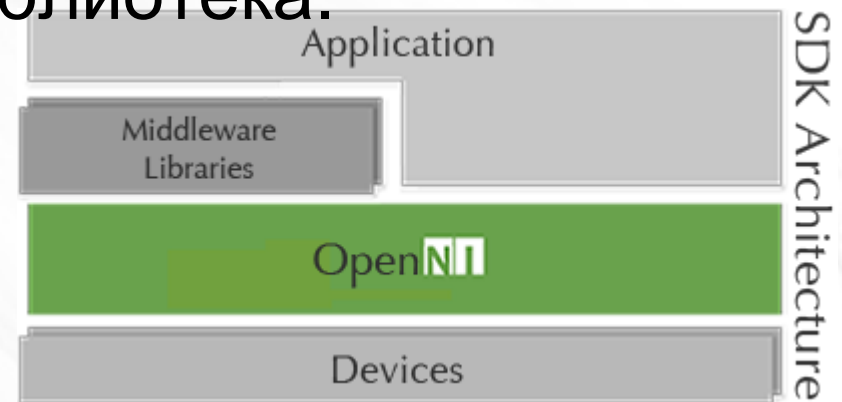 Application
SDK Architecture
Middleware
Libraries
OpenNI
Devices